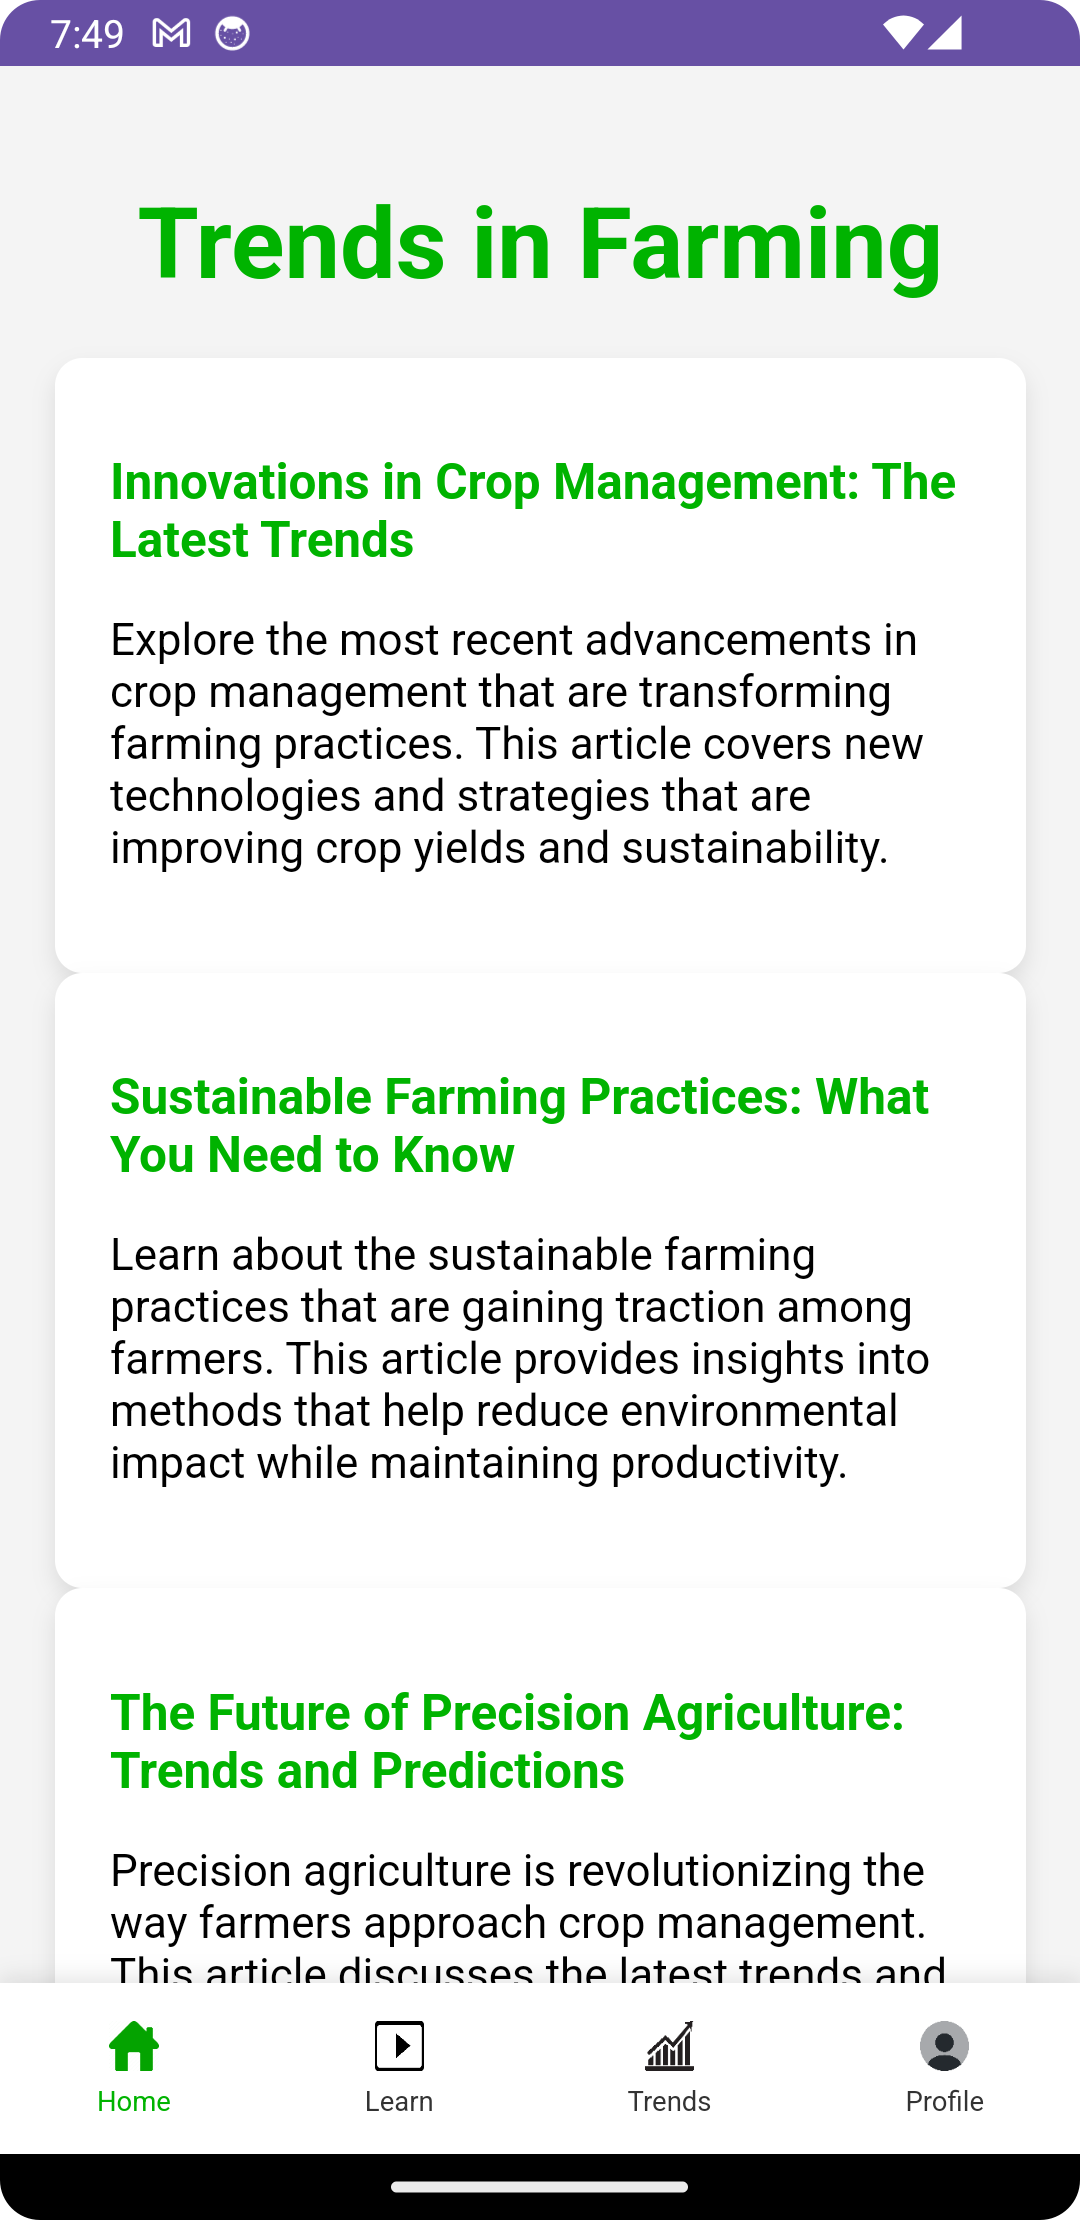 7:49
Trends in Farming
Innovations in Crop Management: The
Latest Trends
Explore the most recent advancements in
crop management that are transforming
farming practices. This article covers new
technologies and strategies that are
improving crop yields and sustainability.
Sustainable Farming Practices: What
You Need to Know
Learn about the sustainable farming
practices that are gaining traction among
farmers. This article provides insights into
methods that help reduce environmental
impact while maintaining productivity.
The Future of Precision Agriculture:
Trends and Predictions
Precision agriculture is revolutionizing the
way farmers approach crop management.
This article discusses the latest trends and
Home
Learn
Trends
Profile